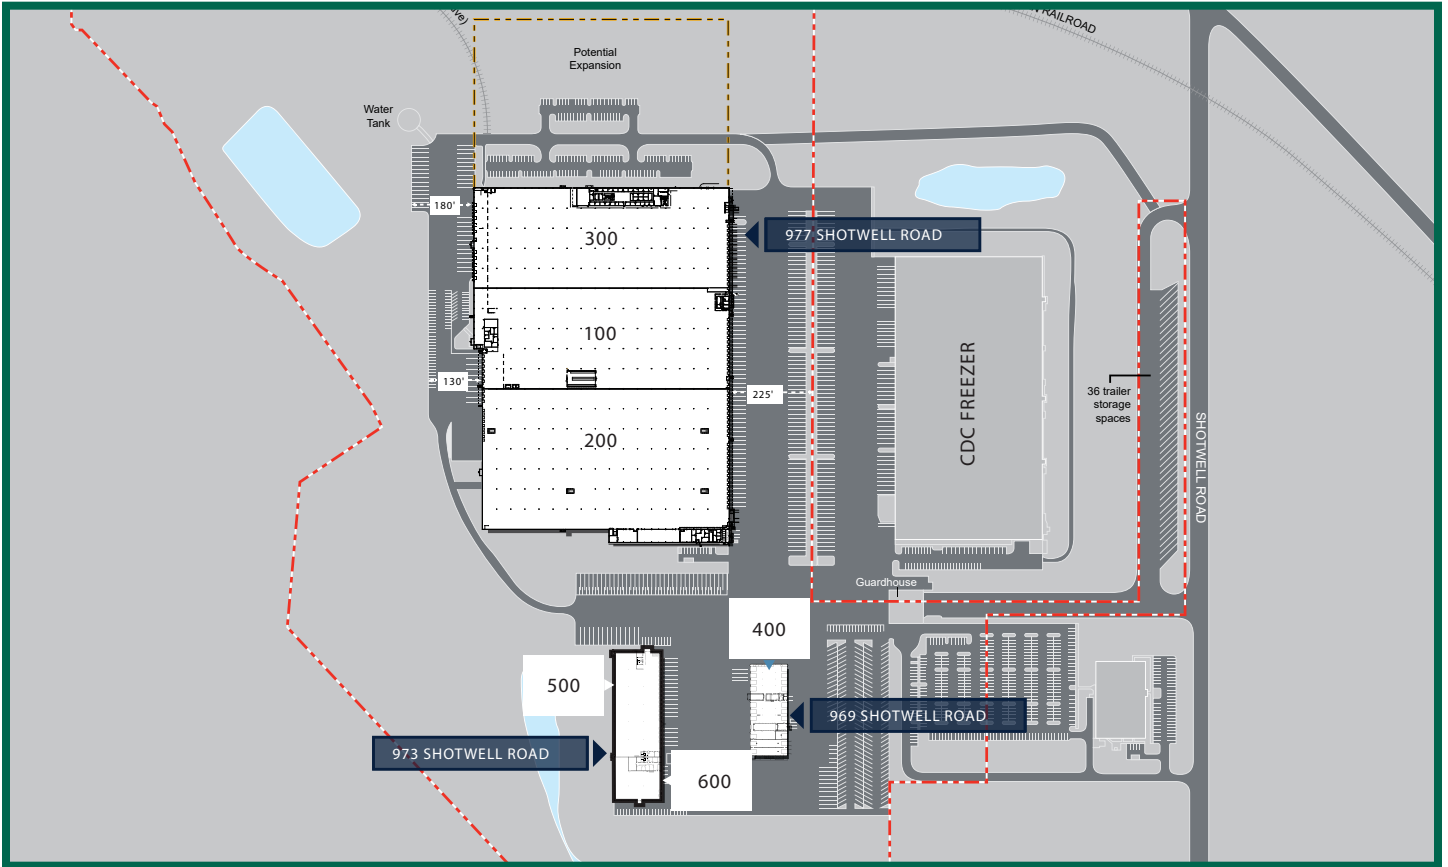 RAILROAD
Potential
Expansion
Water
Tank
180'
300
977 SHOTWELL ROAD
100
130'
225'
CDC FREEZER
36 trailer
storage
spaces
200
SHOTWELL ROAD
Guardhouse
400
500
969 SHOTWELL ROAD
973 SHOTWELL ROAD
600